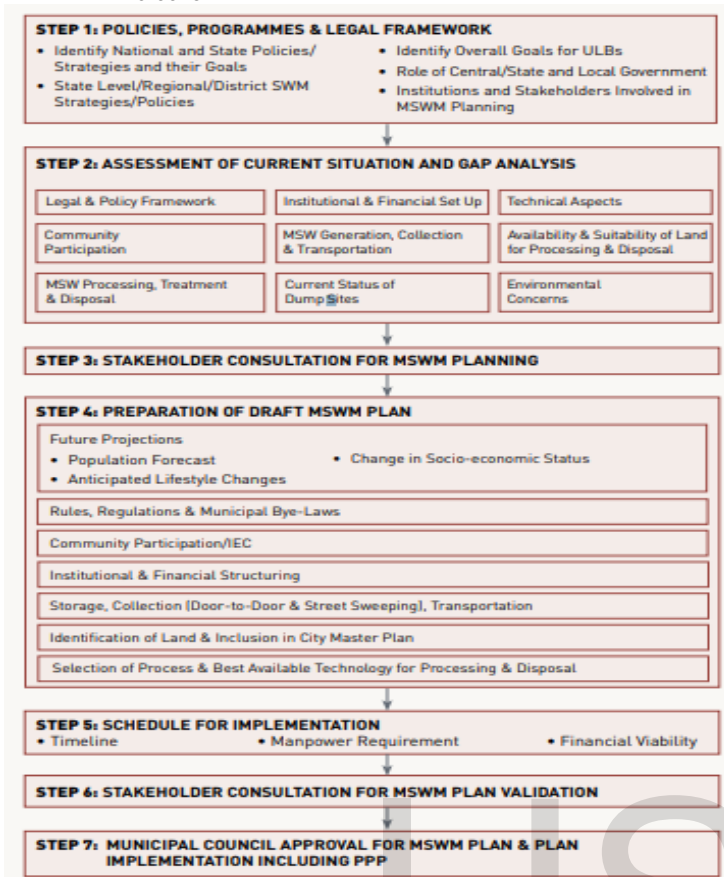 STEP 1: POLICIES, PROGRAMMES & LEGAL FRAMEWORK
• Identify National and State Policies/
Strategies and their Goals
• State Level/Regional/District SWM
Strategies/Policies
• Identify Overall Goals for ULBs
• Role of Central/State and Local Government
• Institutions and Stakeholders Involved in
MSWM Planning
STEP 2: ASSESSMENT OF CURRENT SITUATION AND GAP ANALYSIS
Legal & Policy Framework
Institutional & Financial Set Up
Technical Aspects
Community
Participation
MSW Generation, Collection
& Transportation
Availability & Suitability of Land
for Processing & Disposal
MSW Processing, Treatment
& Disposal
Current Status of
Dump Sites
Environmental
Concerns
STEP 3: STAKEHOLDER CONSULTATION FOR MSWM PLANNING
STEP 4: PREPARATION OF DRAFT MSWM PLAN
Future Projections
• Population Forecast
• Change in Socio-economic Status
• Anticipated Lifestyle Changes
Rules, Regulations & Municipal Bye-Laws
Community Participation/IEC
Institutional & Financial Structuring
Storage, Collection (Door-to-Door & Street Sweeping), Transportation
Identification of Land & Inclusion in City Master Plan
Selection of Process & Best Available Technology for Processing & Disposal
STEP 5: SCHEDULE FOR IMPLEMENTATION
• Timeline • Manpower Requirement • Financial Viability
STEP 6: STAKEHOLDER CONSULTATION FOR MSWM PLAN VALIDATION
STEP 7: MUNICIPAL COUNCIL APPROVAL FOR MSWM PLAN & PLAN
IMPLEMENTATION INCLUDING PPP